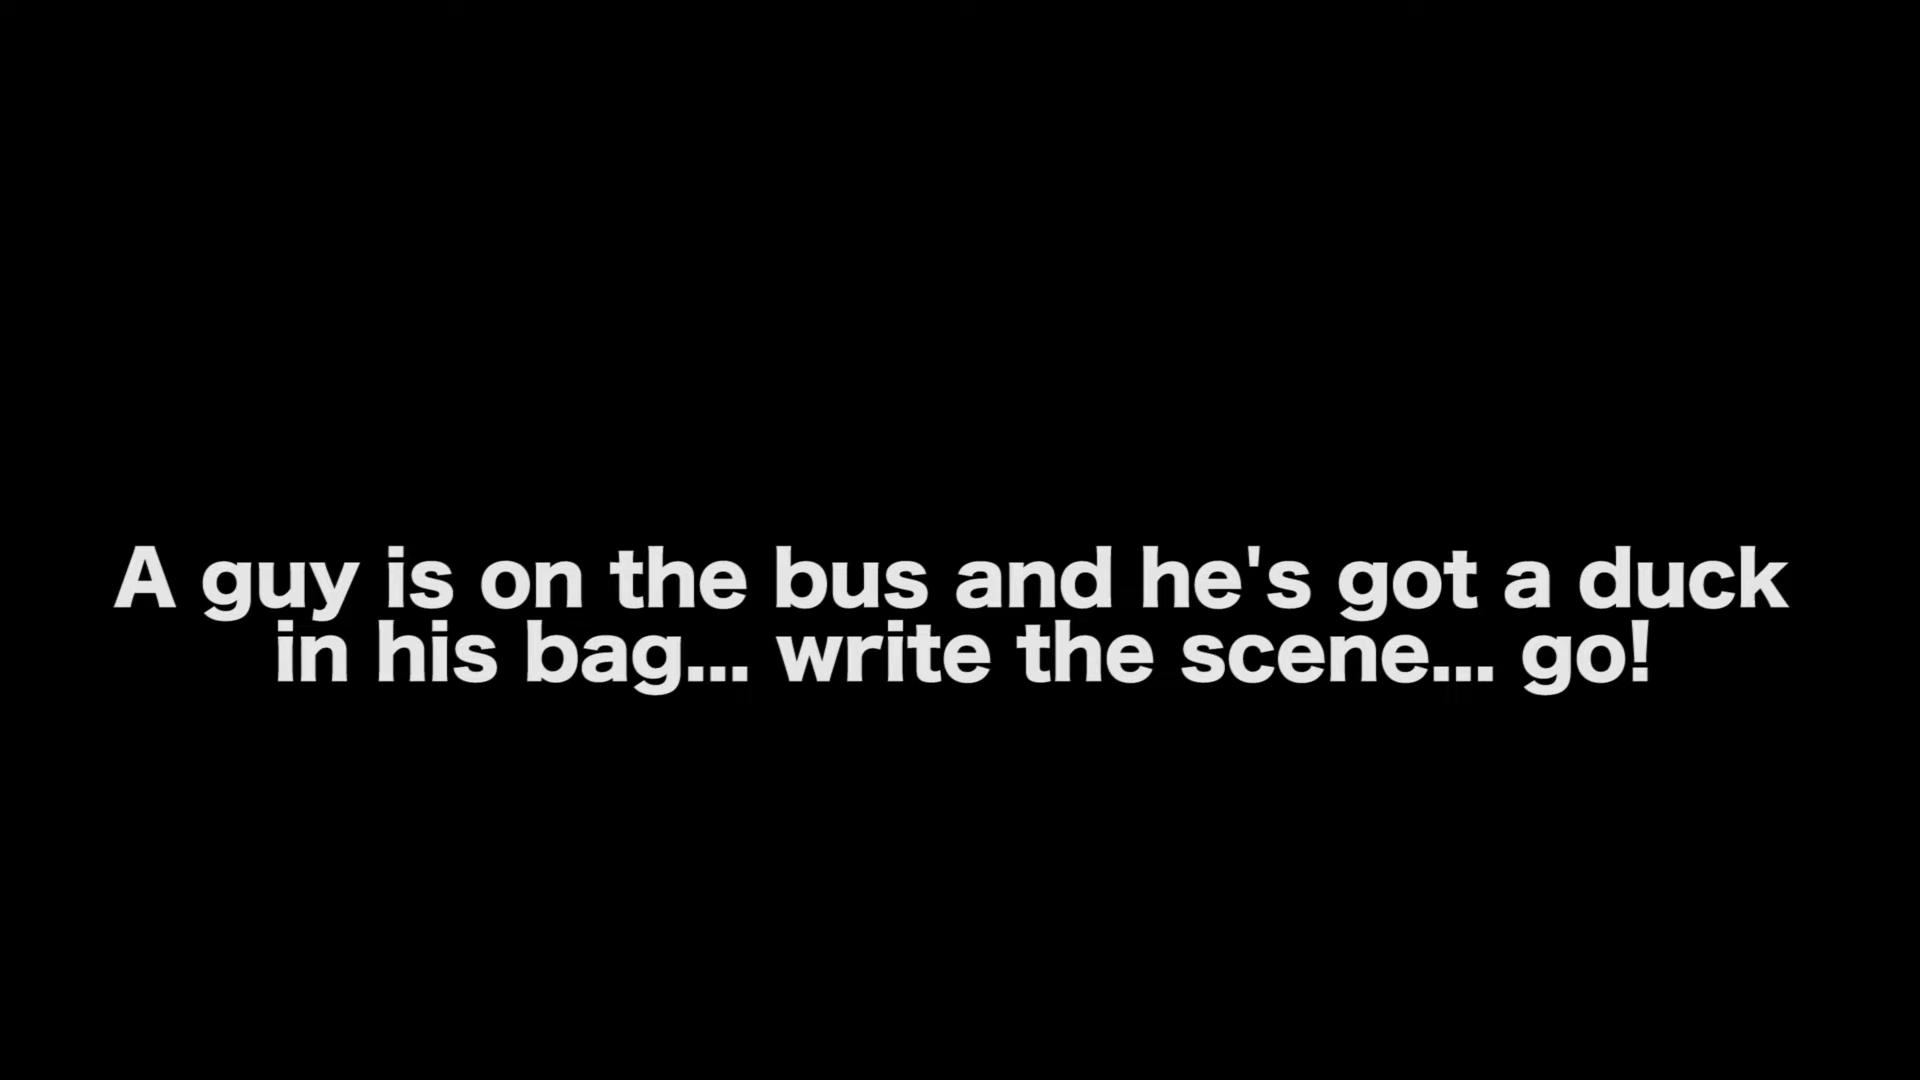 A guy is on the bus and he's got a duck
in his bag... write the scene... go!